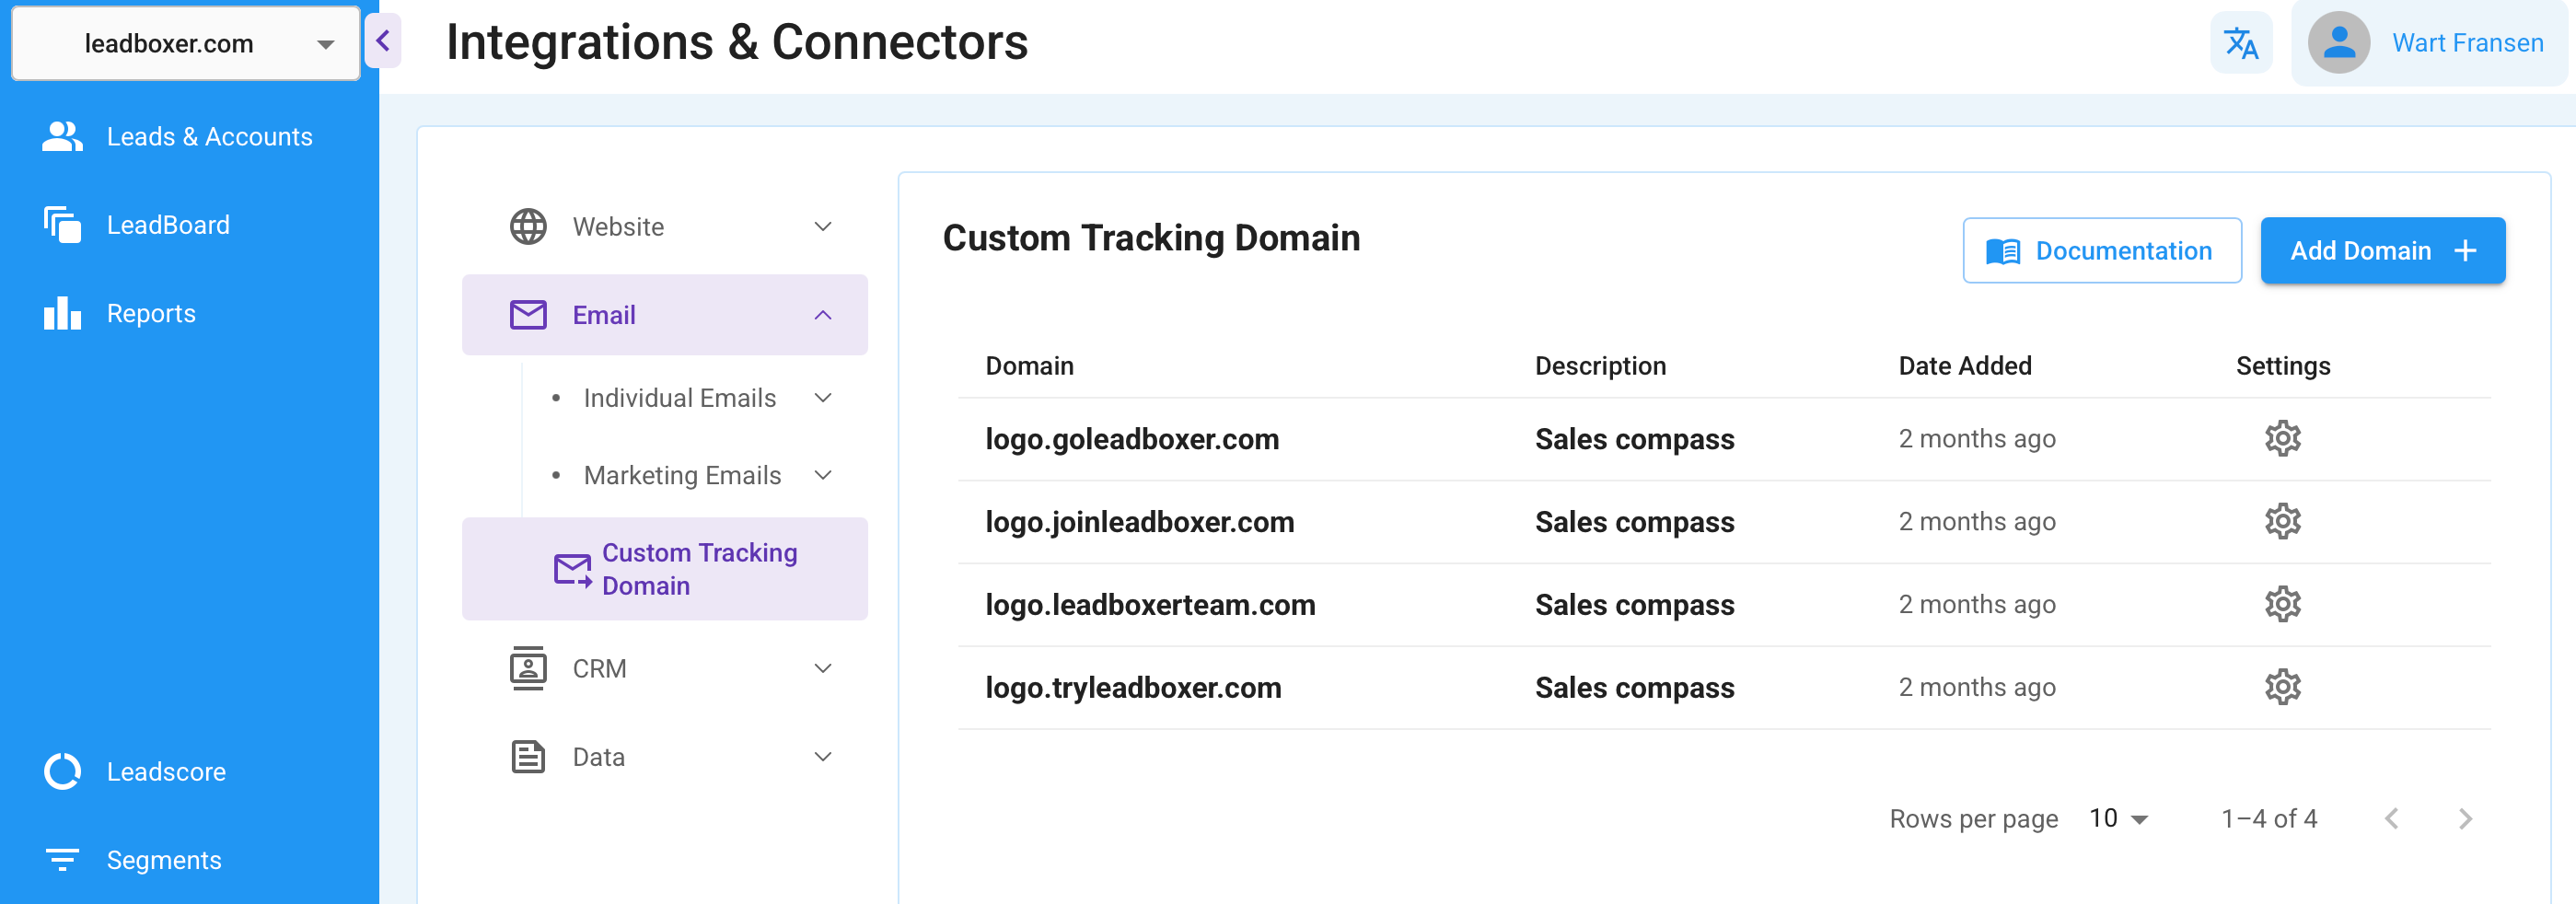 leadboxer.com
Integrations & Connectors
Wart Fransen
Leads & Accounts
LeadBoard
Reports
Leadscore
Segments
Website
Email
Individual Emails
Marketing Emails
Custom Tracking
Domain
CRM
Data
Custom Tracking Domain
Documentation
Add Domain
Domain Description Date Added Settings
logo.goleadboxer.com Sales compass 2 months ago
logo.joinleadboxer.com Sales compass 2 months ago
logo.leadboxerteam.com Sales compass 2 months ago
logo.tryleadboxer.com Sales compass 2 months ago
Rows per page 10 1–4 of 4